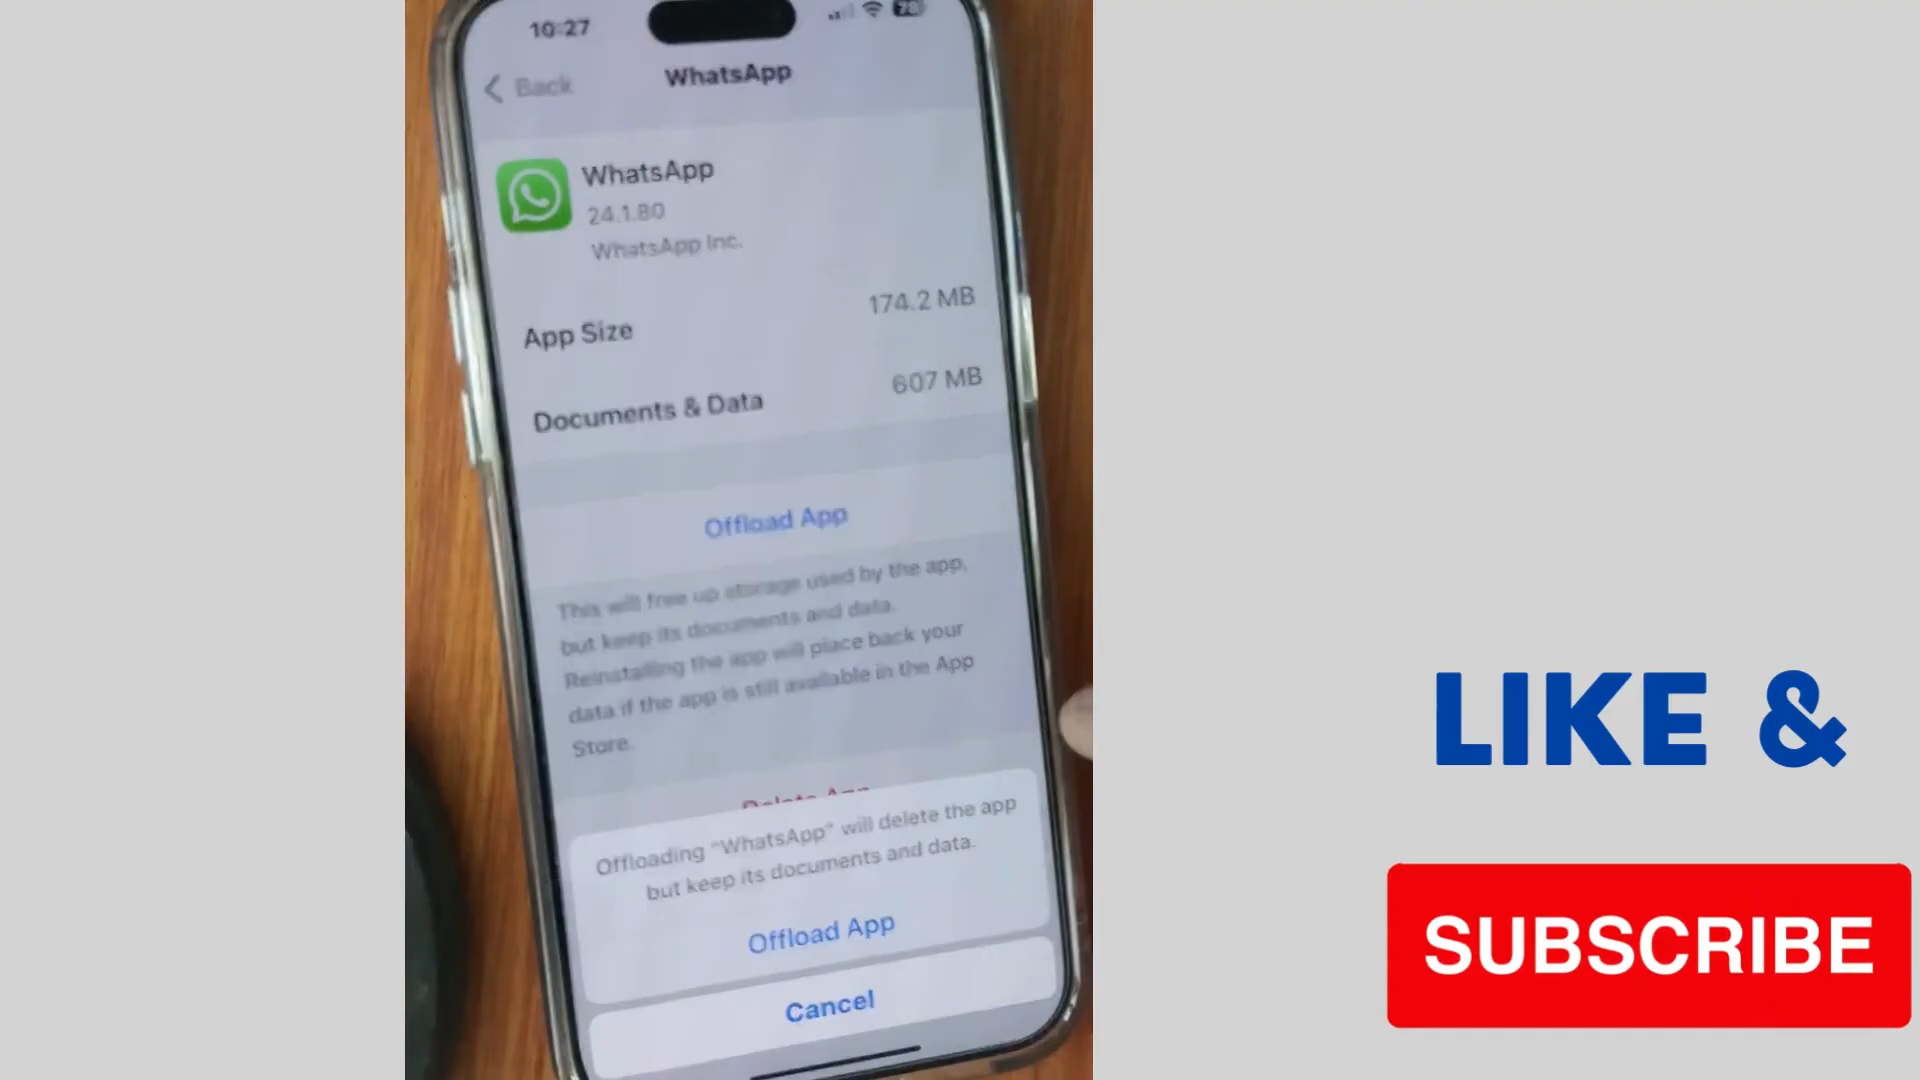 10:27
78
Back
WhatsApp
WhatsApp
24.1.80
WhatsApp Inc.
App Size
174.2 MB
Documents & Data
607 MB
Offload App
This will free up storage used by the app,
but keep its documents and data.
Reinstalling the app will place back your
data if the app is still available in the App
Store.
Delete App
Offloading “WhatsApp” will delete the app
but keep its documents and data.
Offload App
Cancel
LIKE &
SUBSCRIBE